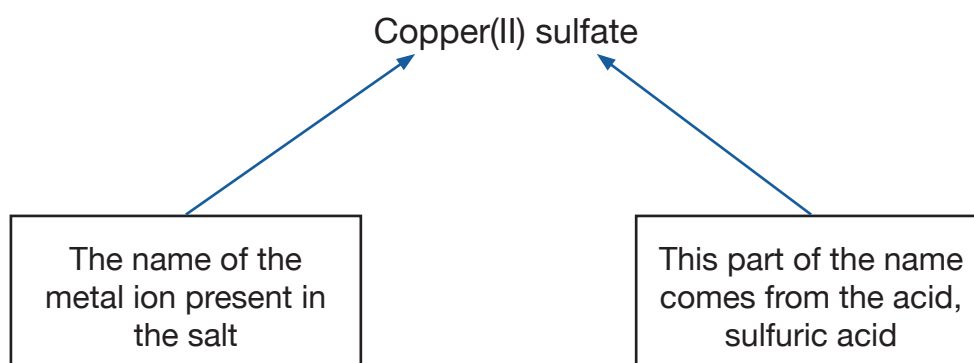 Copper(II) sulfate
The name of the
metal ion present in
the salt
This part of the name
comes from the acid,
sulfuric acid